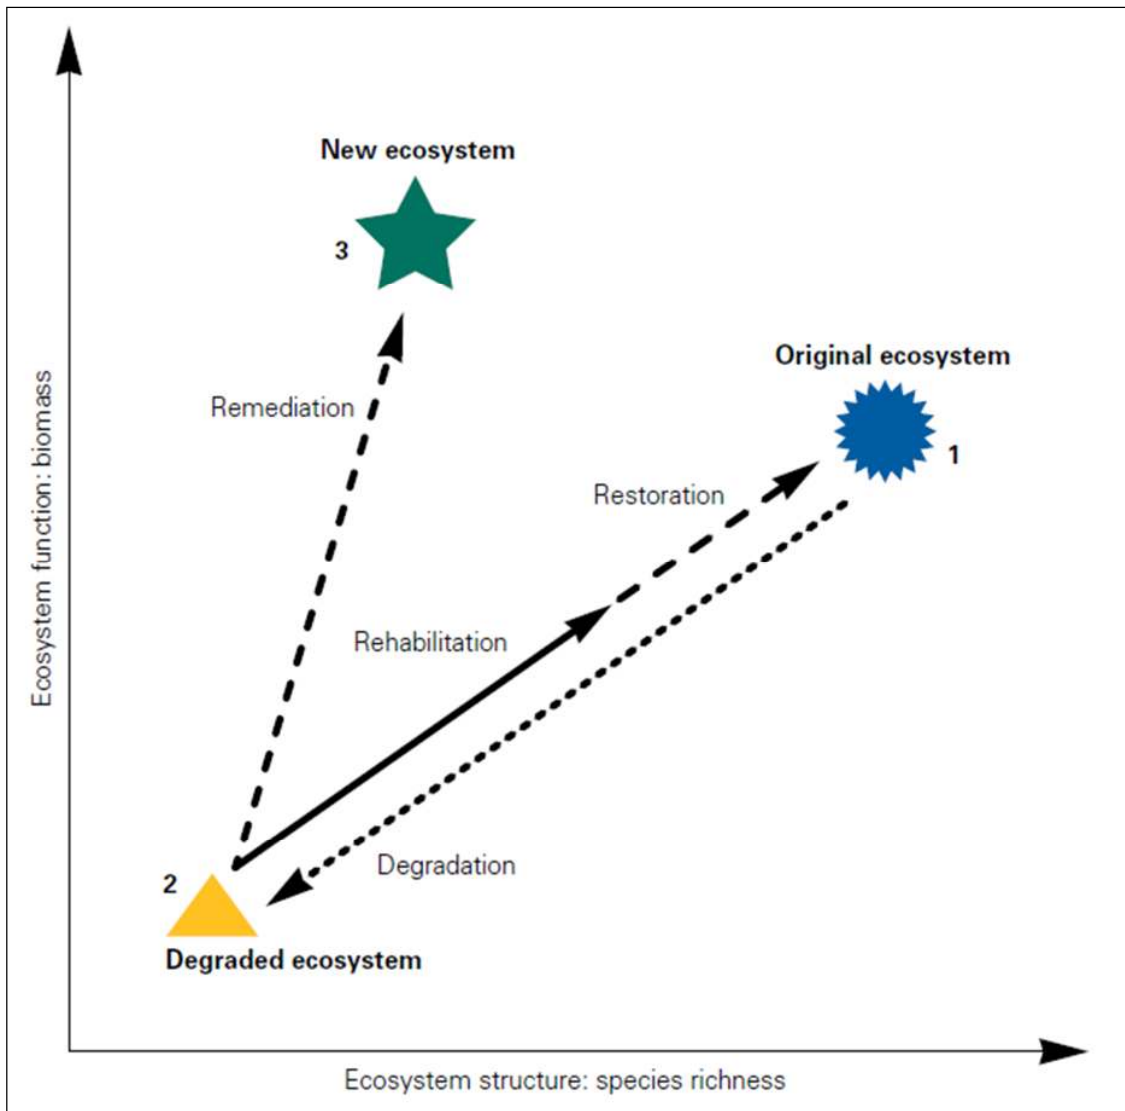 New ecosystem
3
Original ecosystem
1
Remediation
Restoration
Rehabilitation
Degradation
2
Degraded ecosystem
Ecosystem function: biomass
Ecosystem structure: species richness